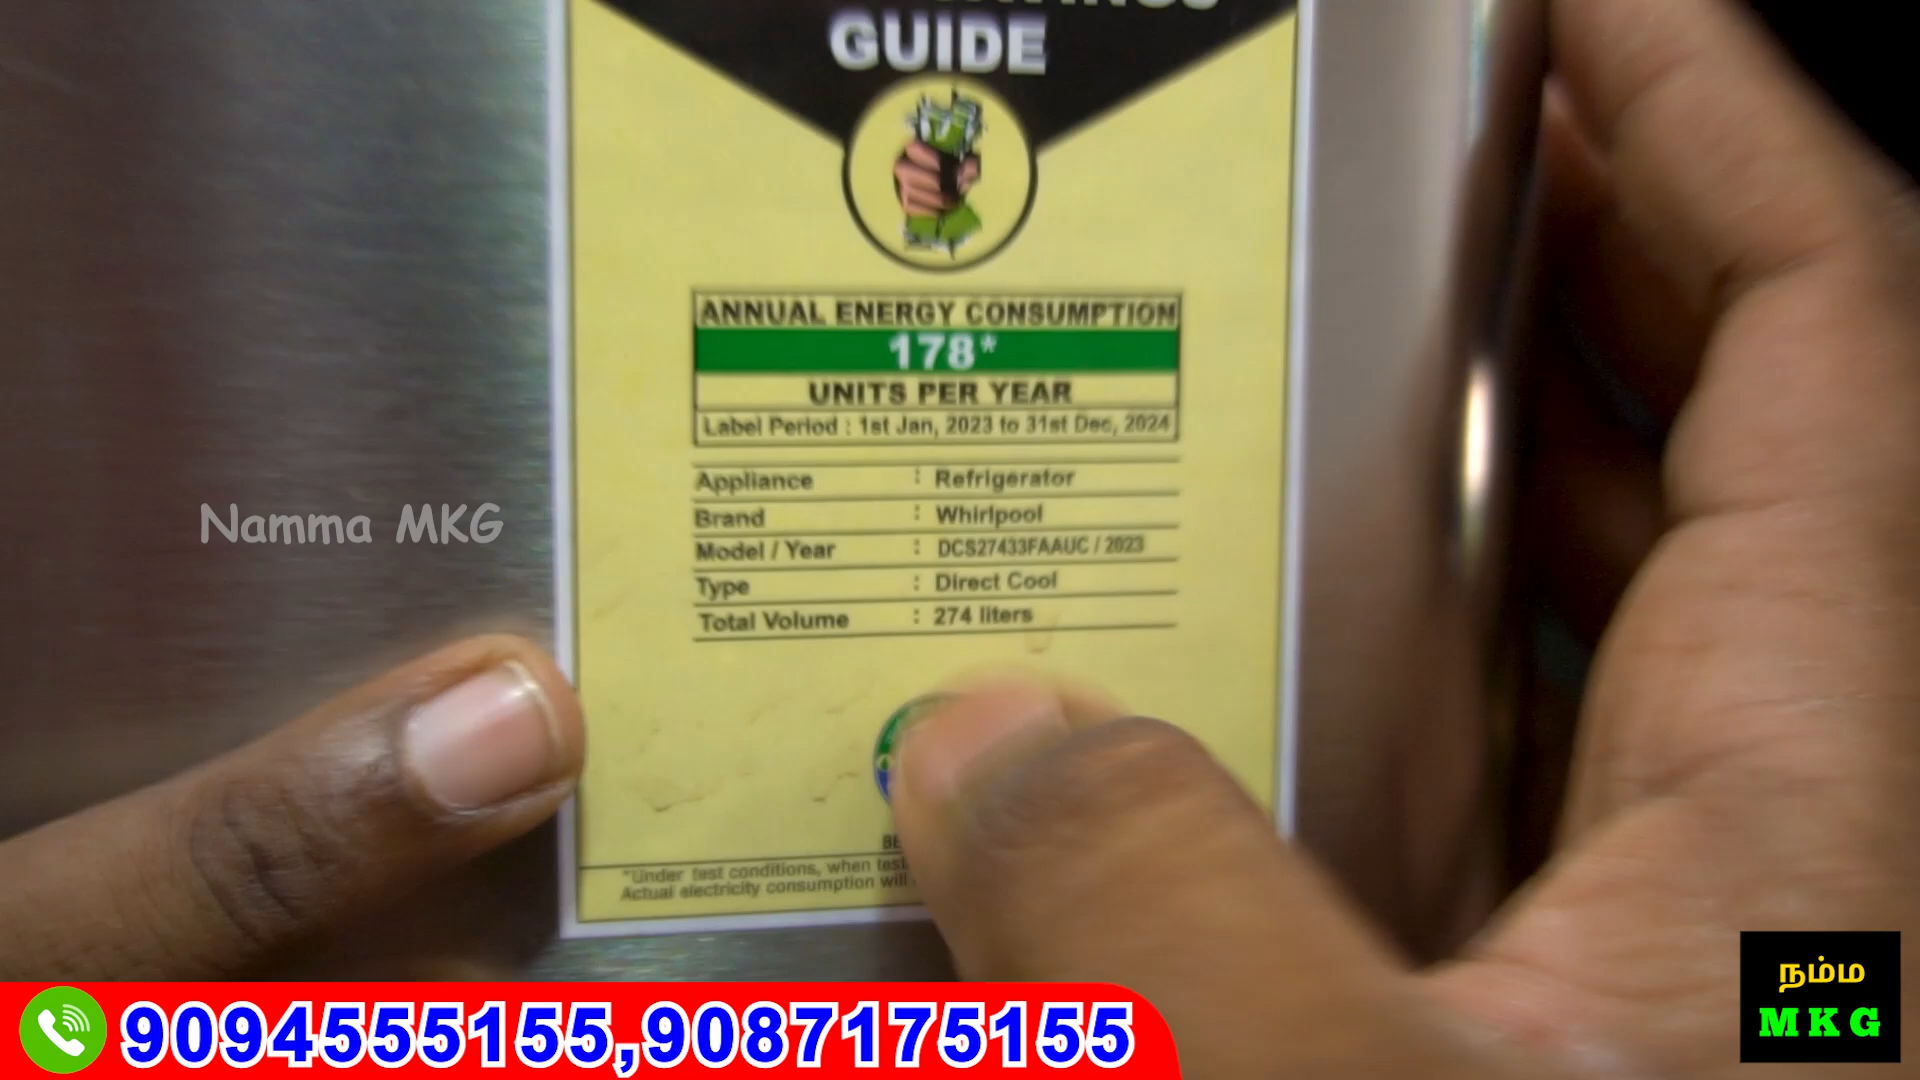 GUIDE
ANNUAL ENERGY CONSUMPTION
178*
UNITS PER YEAR
Label Period : 1st Jan, 2023 to 31st Dec, 2024
Appliance : Refrigerator
Brand : Whirlpool
Model / Year : DCS27433FAAUC / 2023
Type : Direct Cool
Total Volume : 274 liters
*Under test conditions, when
Actual electricity consumption will
Namma MKG
9094555155,9087175155
நம்ம
MKG